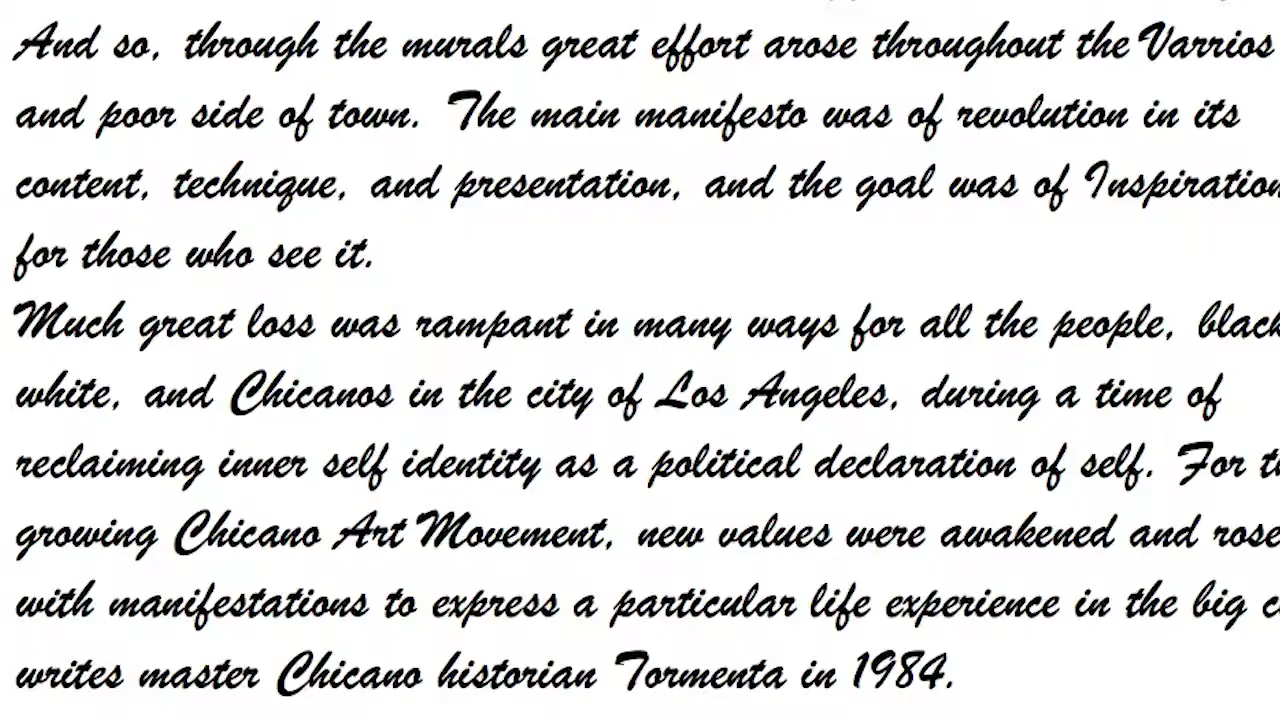 And so, through the murals great effort arose throughout the Varrios
and poor side of town. The main manifesto was of revolution in its
content, technique, and presentation, and the goal was of Inspiration
for those who see it.
Much great loss was rampant in many ways for all the people, black
white, and Chicanos in the city of Los Angeles, during a time of
reclaiming inner self identity as a political declaration of self. For
growing Chicano Art Movement, new values were awakened and rose
with manifestations to express a particular life experience in the big
writes master Chicano historian Tormenta in 1984.